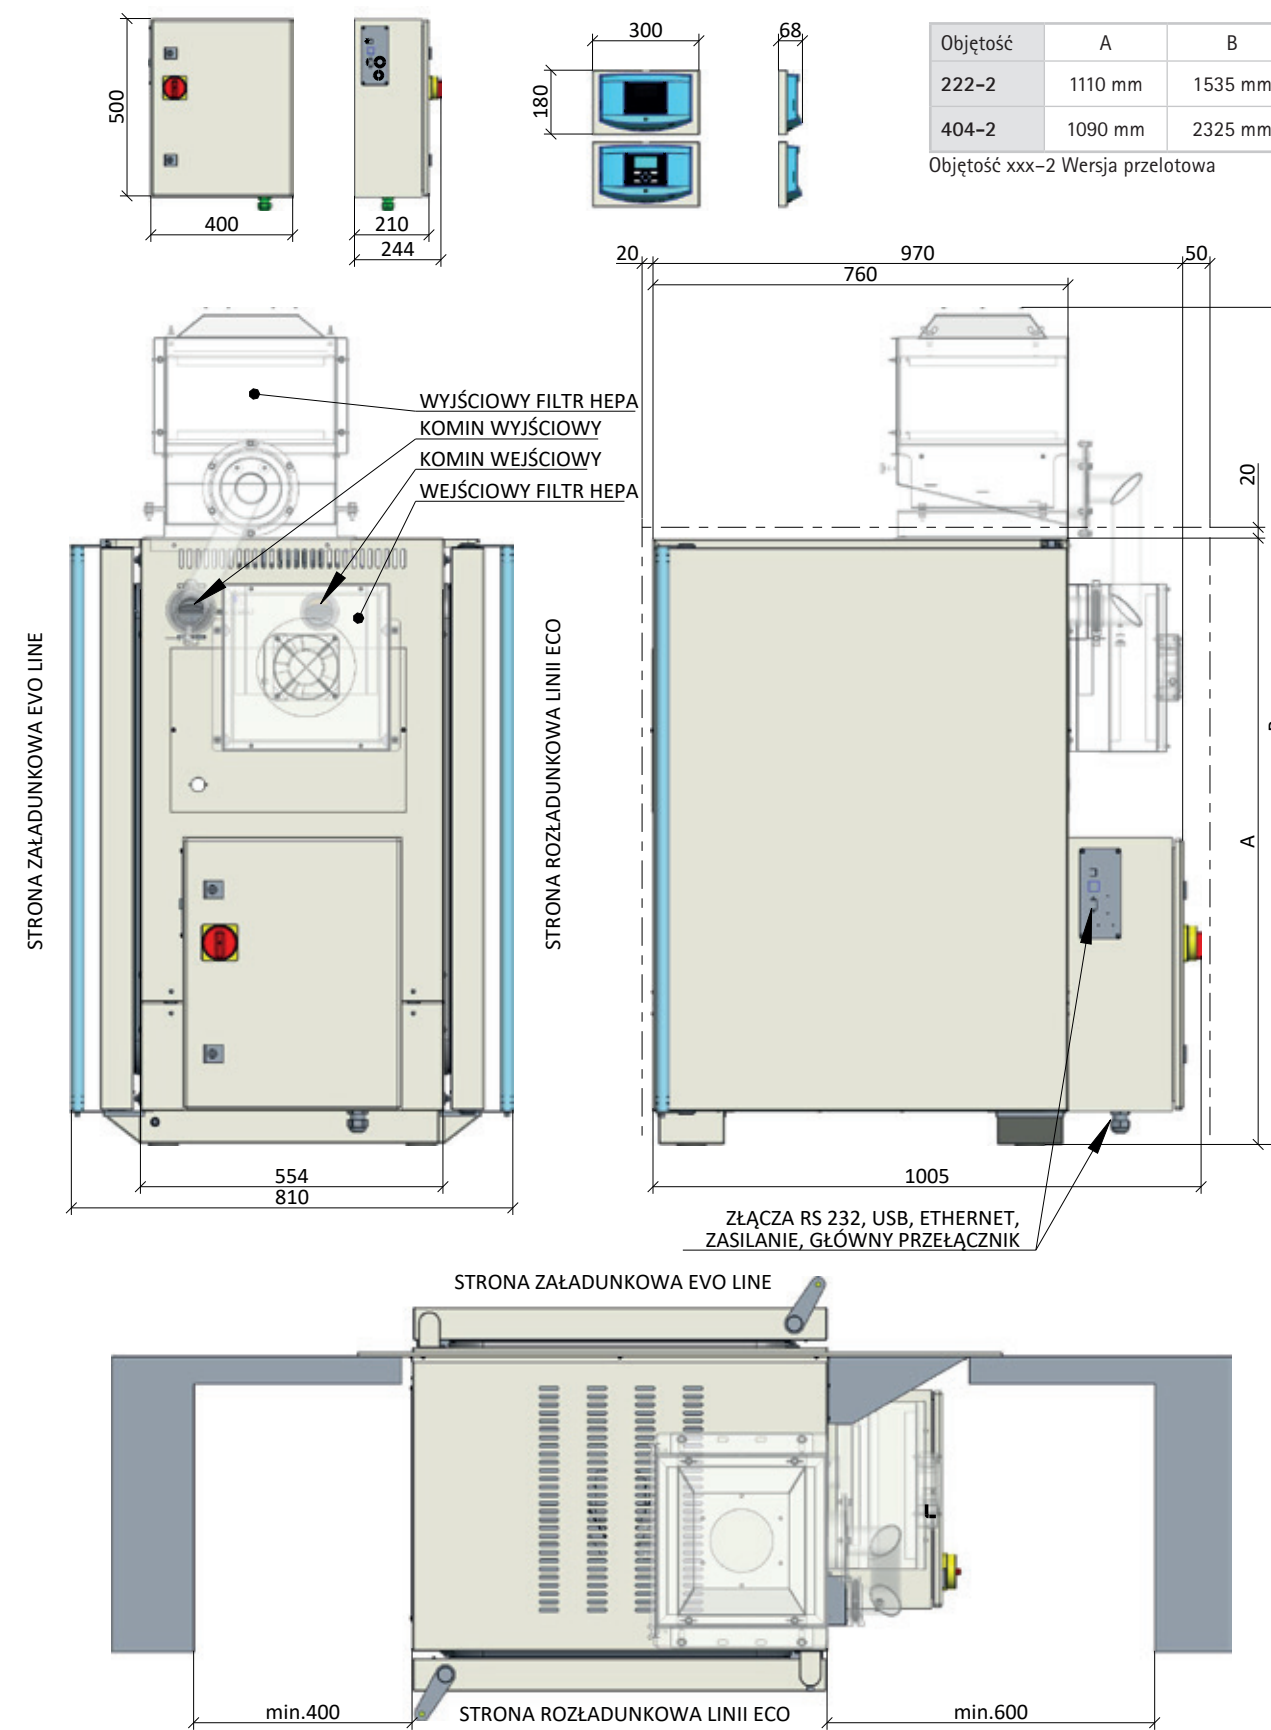 500
400
210
244
300
180
68
Objętość A B
222-2 1110 mm 1535 mm
404-2 1090 mm 2325 mm
Objętość xxx-2 Wersja przelotowa
20 970 50
760
WYJŚCIOWY FILTR HEPA
KOMIN WYJŚCIOWY
KOMIN WEJŚCIOWY
WEJŚCIOWY FILTR HEPA
20
STRONA ZAŁADUNKOWA EVO LINE
STRONA ROZŁADUNKOWA LINII ECO
A
554
810
1005
ZŁĄCZA RS 232, USB, ETHERNET,
ZASILANIE, GŁÓWNY PRZEŁĄCZNIK
STRONA ZAŁADUNKOWA EVO LINE
min.400
STRONA ROZŁADUNKOWA LINII ECO
min.600